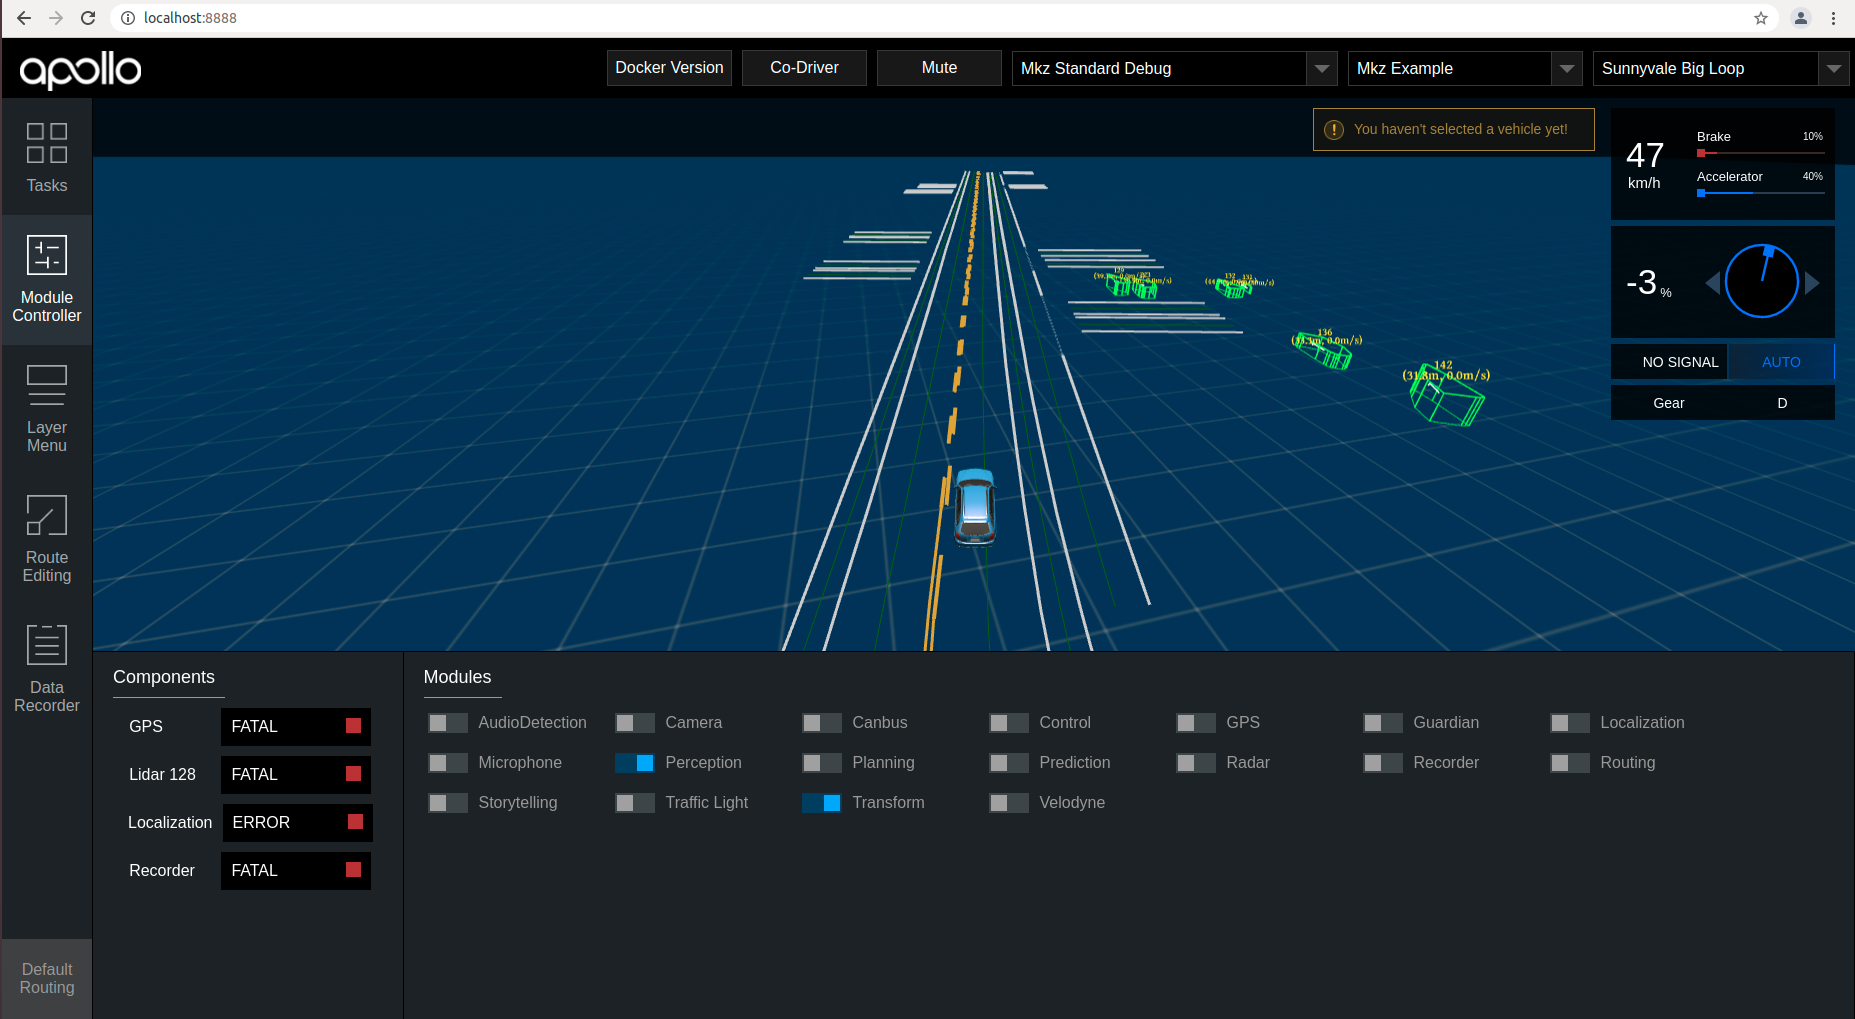 localhost:8888
apollo
Docker Version
Co-Driver
Mute
Mkz Standard Debug
Mkz Example
Sunnyvale Big Loop
Tasks
Module
Controller
Layer
Menu
Route
Editing
Data
Recorder
Default
Routing
! You haven't selected a vehicle yet!
47
km/h
Brake 10%
Accelerator 40%
-3 %
NO SIGNAL AUTO
Gear D
132
136
142
(31.8m, 0.0m/s)
Components
GPS FATAL
Lidar 128 FATAL
Localization ERROR
Recorder FATAL
Modules
AudioDetection Camera Canbus Control GPS Guardian Localization
Microphone Perception Planning Prediction Radar Recorder Routing
Storytelling Traffic Light Transform Velodyne